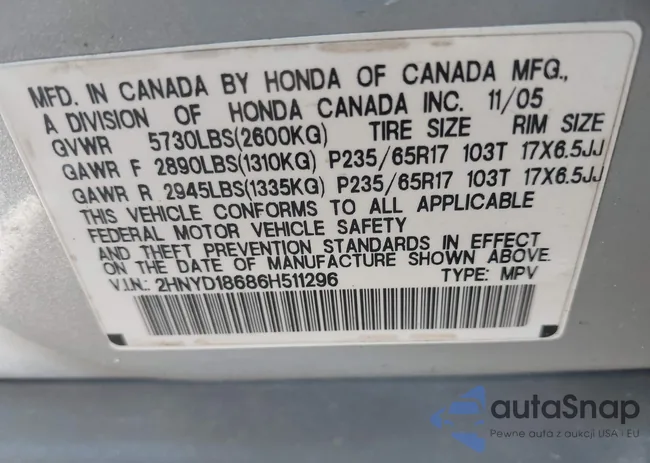 MFD. IN CANADA BY HONDA OF CANADA MFG.,
A DIVISION OF HONDA CANADA INC. 11/05
GVWR 5730LBS(2600KG) TIRE SIZE RIM SIZE
GAWR F 2890LBS(1310KG) P235/65R17 103T 17X6.5JJ
GAWR R 2945LBS(1335KG) P235/65R17 103T 17X6.5JJ
THIS VEHICLE CONFORMS TO ALL APPLICABLE
FEDERAL MOTOR VEHICLE SAFETY
AND THEFT PREVENTION STANDARDS IN EFFECT
ON THE DATE OF MANUFACTURE SHOWN ABOVE.
V.I.N.: 2HNYD18686H511296 TYPE: MPV
autaSnap
Pewne auta z aukcji USA i EU